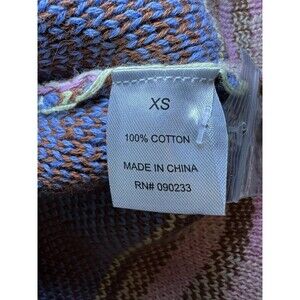 XS
100% COTTON
MADE IN CHINA
RN# 090233